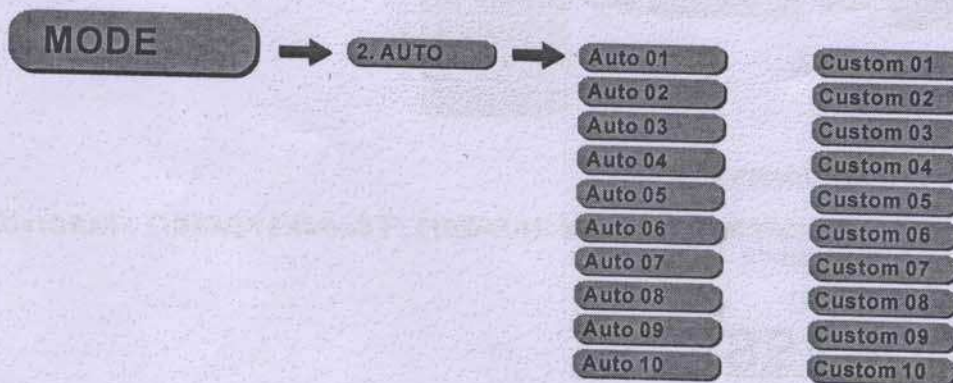 MODE
2. AUTO
Auto 01
Auto 02
Auto 03
Auto 04
Auto 05
Auto 06
Auto 07
Auto 08
Auto 09
Auto 10
Custom 01
Custom 02
Custom 03
Custom 04
Custom 05
Custom 06
Custom 07
Custom 08
Custom 09
Custom 10